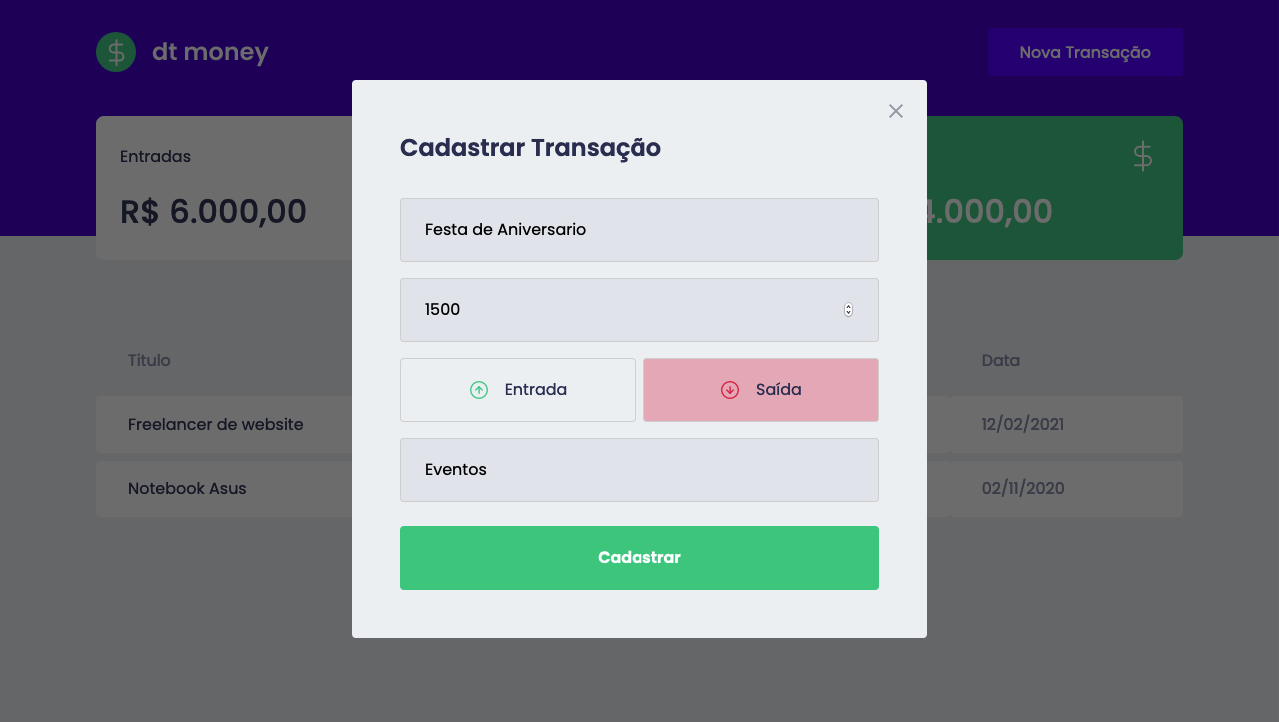 dt money
Nova Transação
Entradas
R$ 6.000,00
4.000,00
Cadastrar Transação
Festa de Aniversario
1500
Entrada
Saída
Eventos
Cadastrar
Título
Data
Freelancer de website
12/02/2021
Notebook Asus
02/11/2020